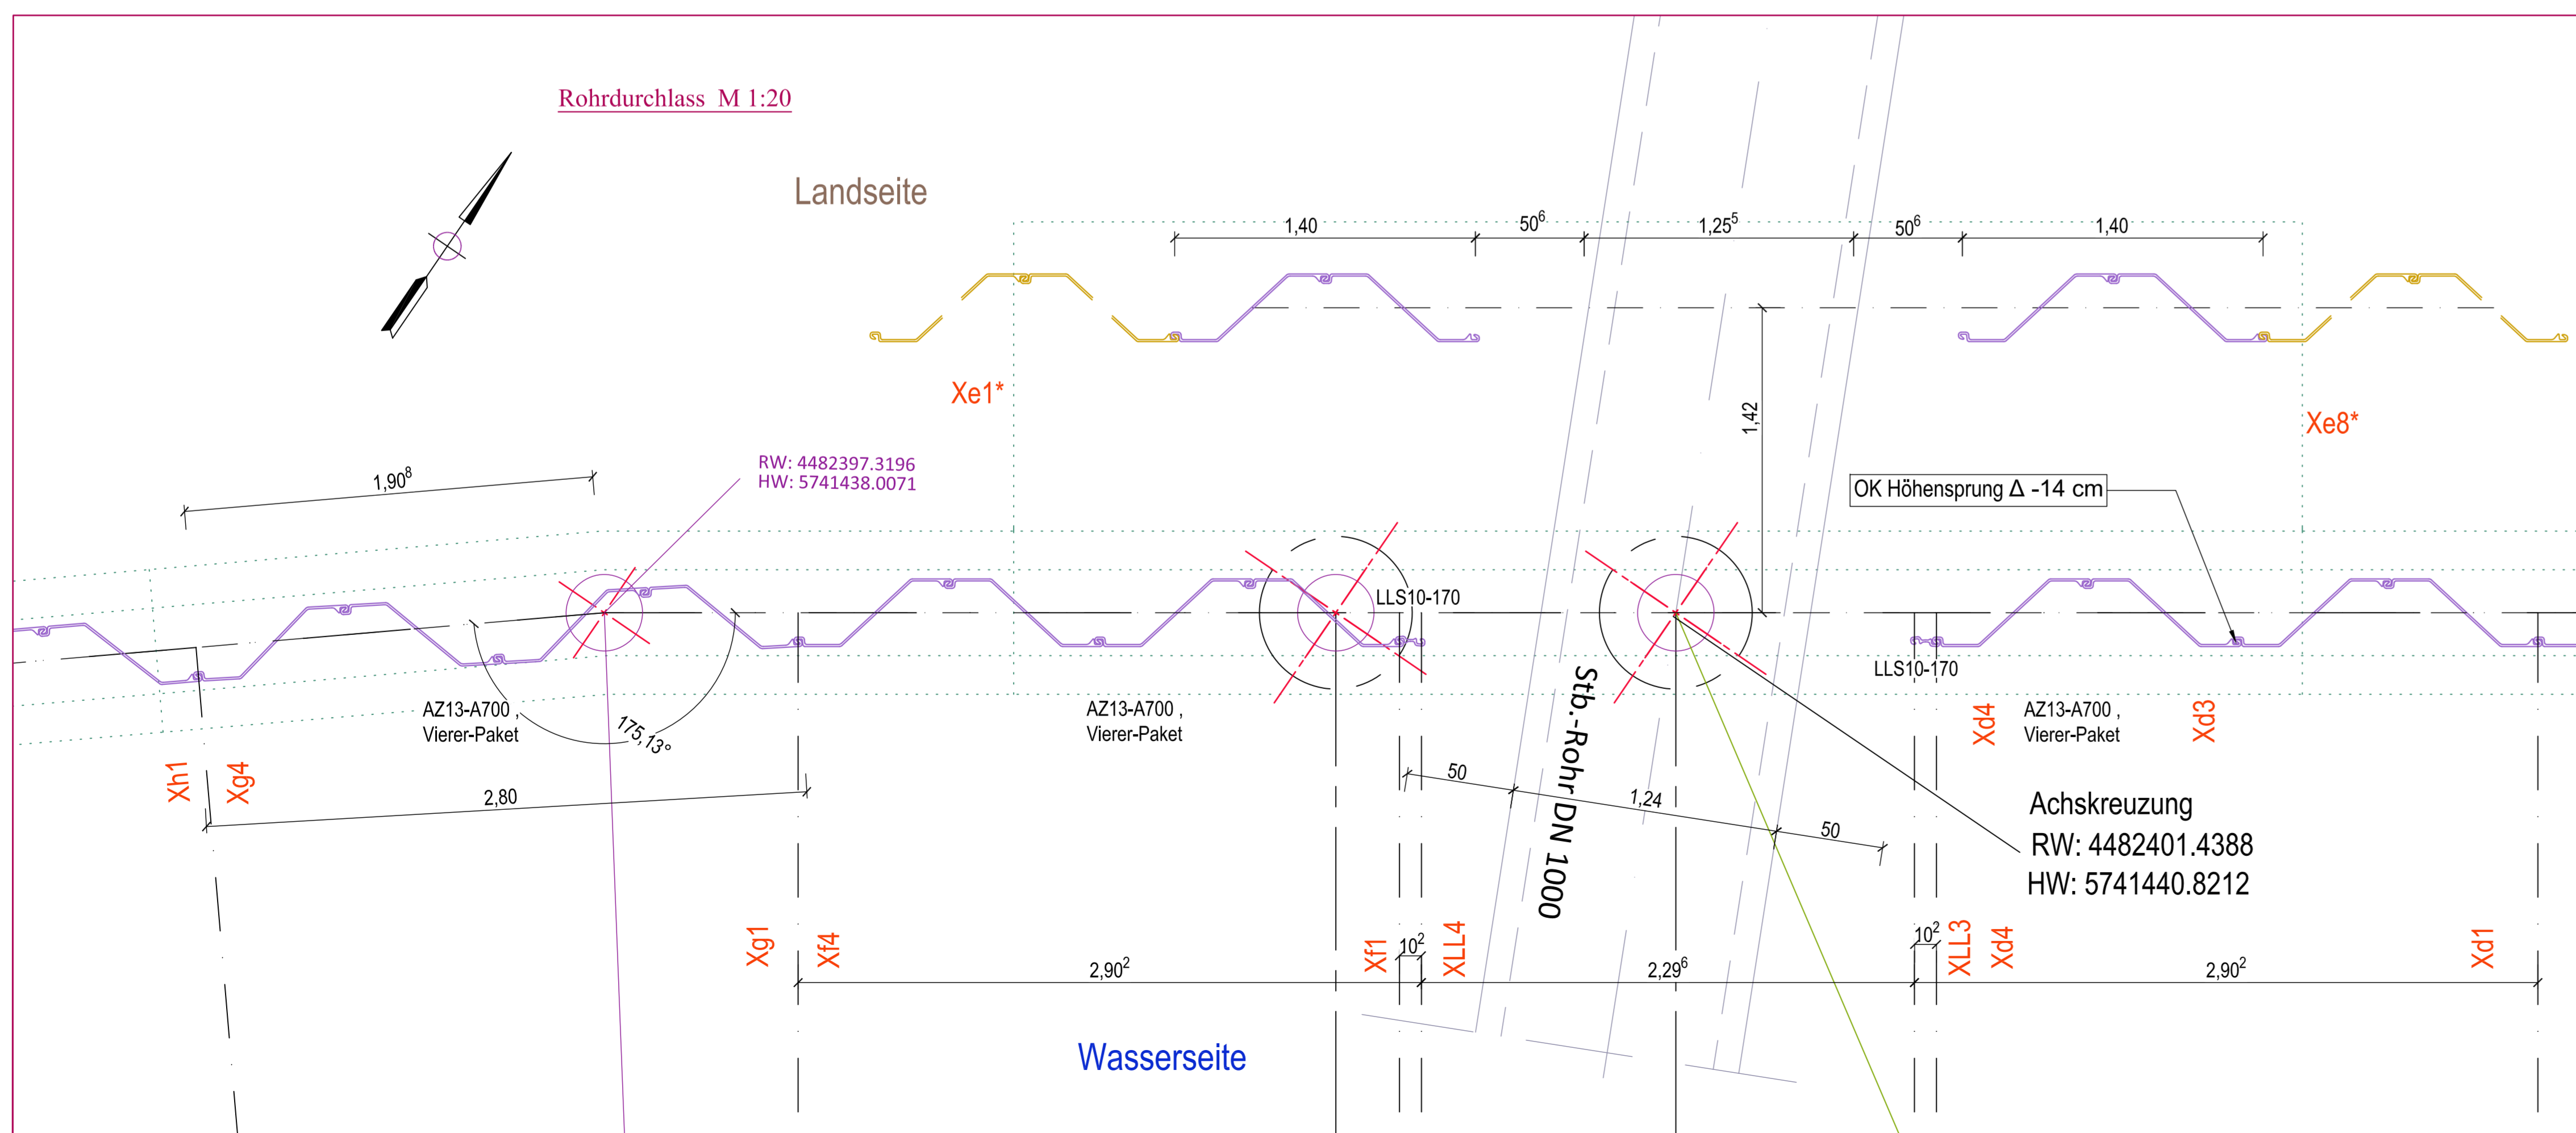 Rohrdurchlass M 1:20
Landseite
1,40
50⁶
1,25⁵
50⁶
1,40
Xe1*
1,42
Xe8*
RW: 4482397.3196
HW: 5741438.0071
1,90⁸
OK Höhensprung Δ -14 cm
LLS10-170
LLS10-170
AZ13-A700 ,
Vierer-Paket
175,13°
AZ13-A700 ,
Vierer-Paket
Stb.-Rohr DN 1000
Xd4
AZ13-A700 ,
Vierer-Paket
Xd3
Xh1
Xg4
2,80
50
1,24
50
Achskreuzung
RW: 4482401.4388
HW: 5741440.8212
Xg1
Xf4
Xf1
10²
XL4
10²
XL3
Xd4
Xd1
2,90²
2,29⁶
2,90²
Wasserseite